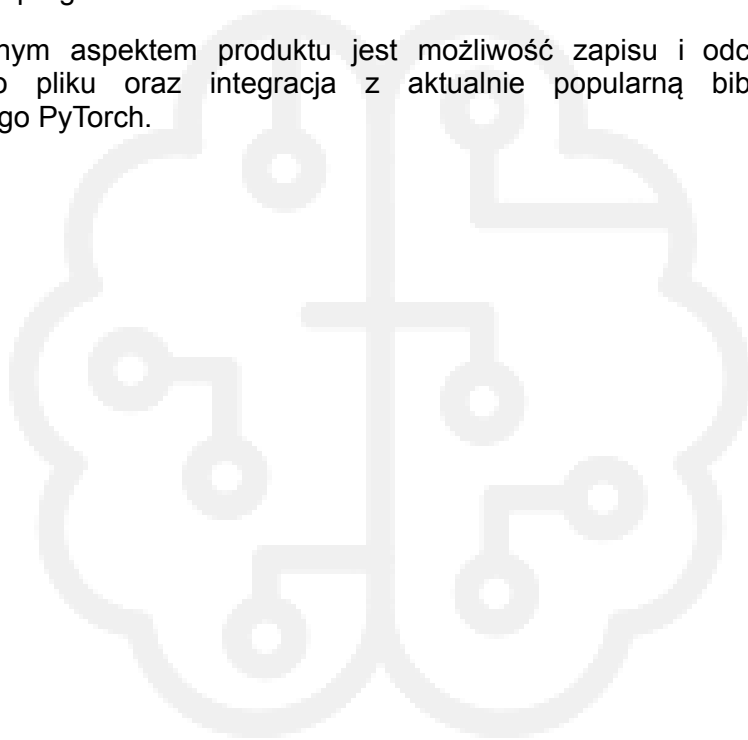 nym aspektem produktu jest możliwość zapisu i odc
pliku oraz integracja z aktualnie popularną bib
go PyTorch.